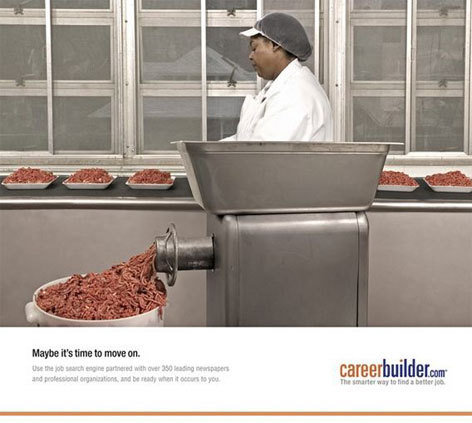 Maybe it's time to move on.
Use the job search engine partnered with over 350 leading newspapers
and professional organizations, and be ready when it occurs to you.
careerbuilder.com
The smarter way to find a better job.